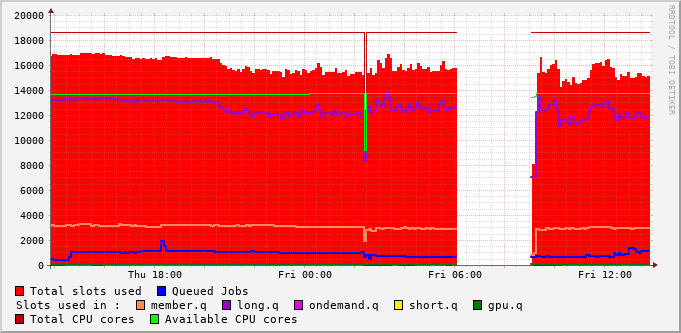 20000
18000
16000
14000
12000
10000
8000
6000
4000
2000
0
Thu 18:00 Fri 00:00 Fri 06:00 Fri 12:00
RRDTOOL / TOBI OETIKER
Total slots used Queued Jobs
Slots used in : member.q long.q ondemand.q short.q gpu.q
Total CPU cores Available CPU cores